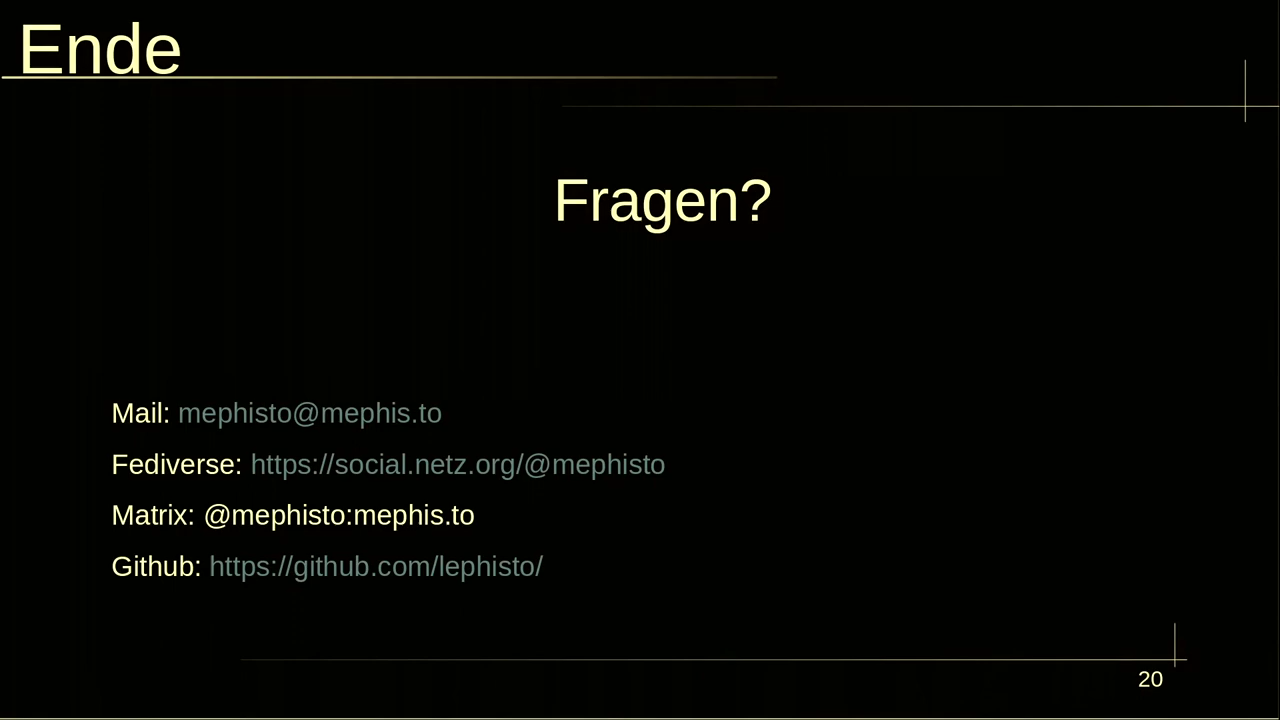 Ende
Fragen?
Mail: mephisto@mephis.to
Fediverse: https://social.netz.org/@mephisto
Matrix: @mephisto:mephis.to
Github: https://github.com/lephisto/
20